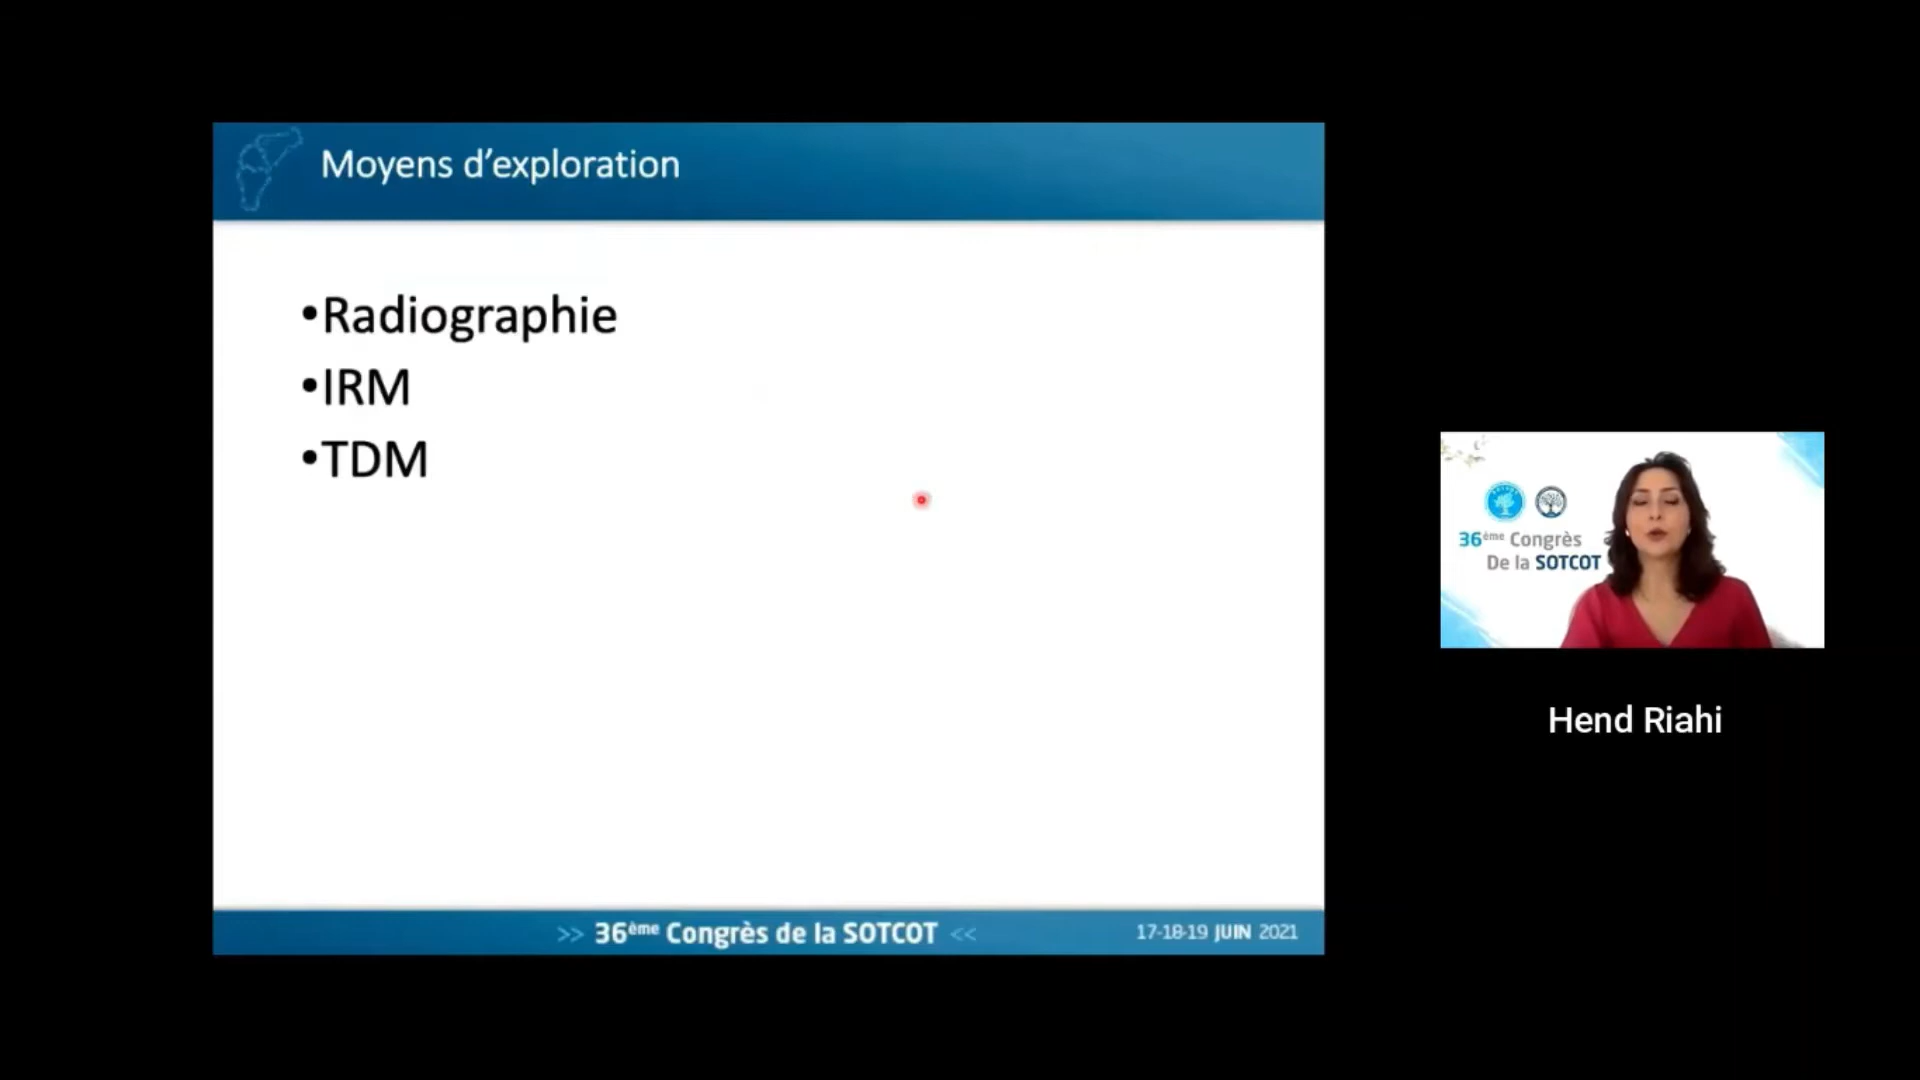 Moyens d’exploration
•Radiographie
•IRM
•TDM
>> 36ème Congrès de la SOTCOT <<
17-18-19 JUIN 2021
36ème Congrès
De la SOTCOT
Hend Riahi